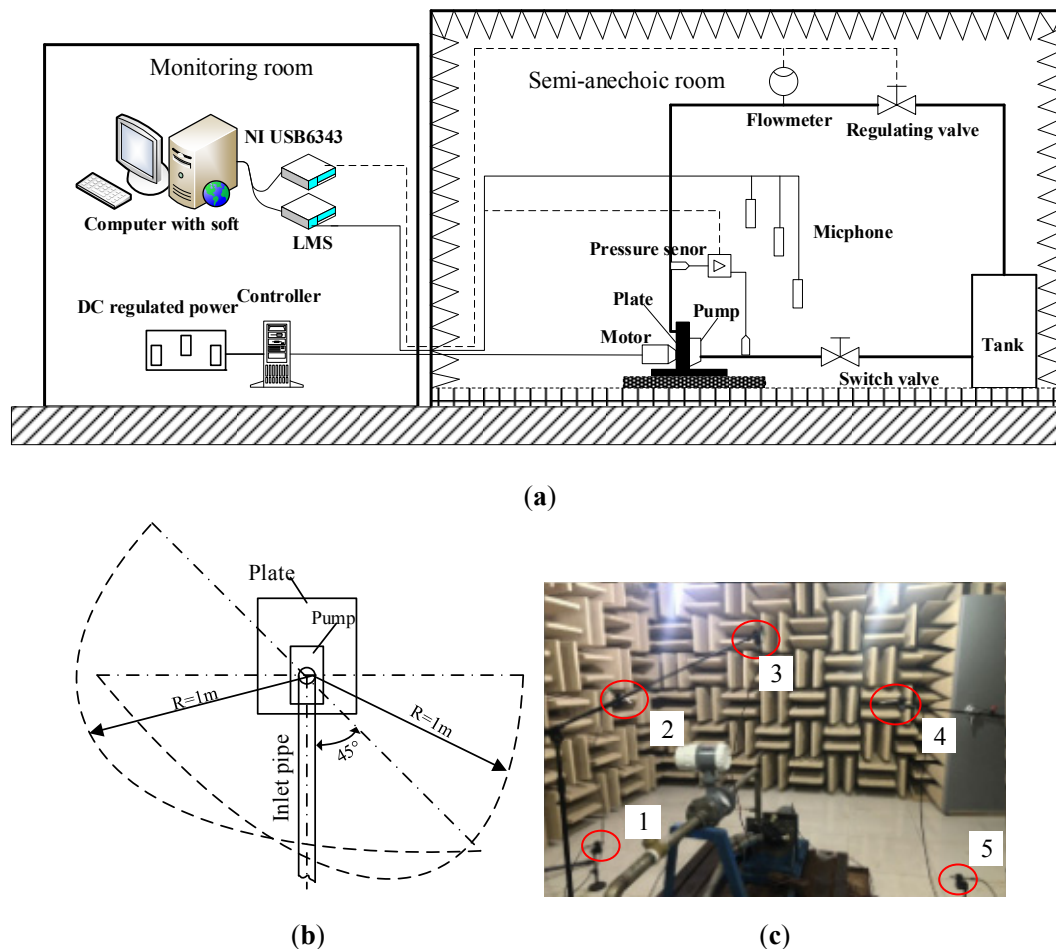 Monitoring room
Semi-anechoic room
NI USB6343
Flowmeter
Regulating valve
Computer with soft
LMS
Micphone
Pressure senor
DC regulated power
Controller
Plate
Pump
Motor
Tank
Switch valve
(a)
Plate
Pump
R=1m
R=1m
45°
Inlet pipe
(b)
3
2
4
1
5
(c)